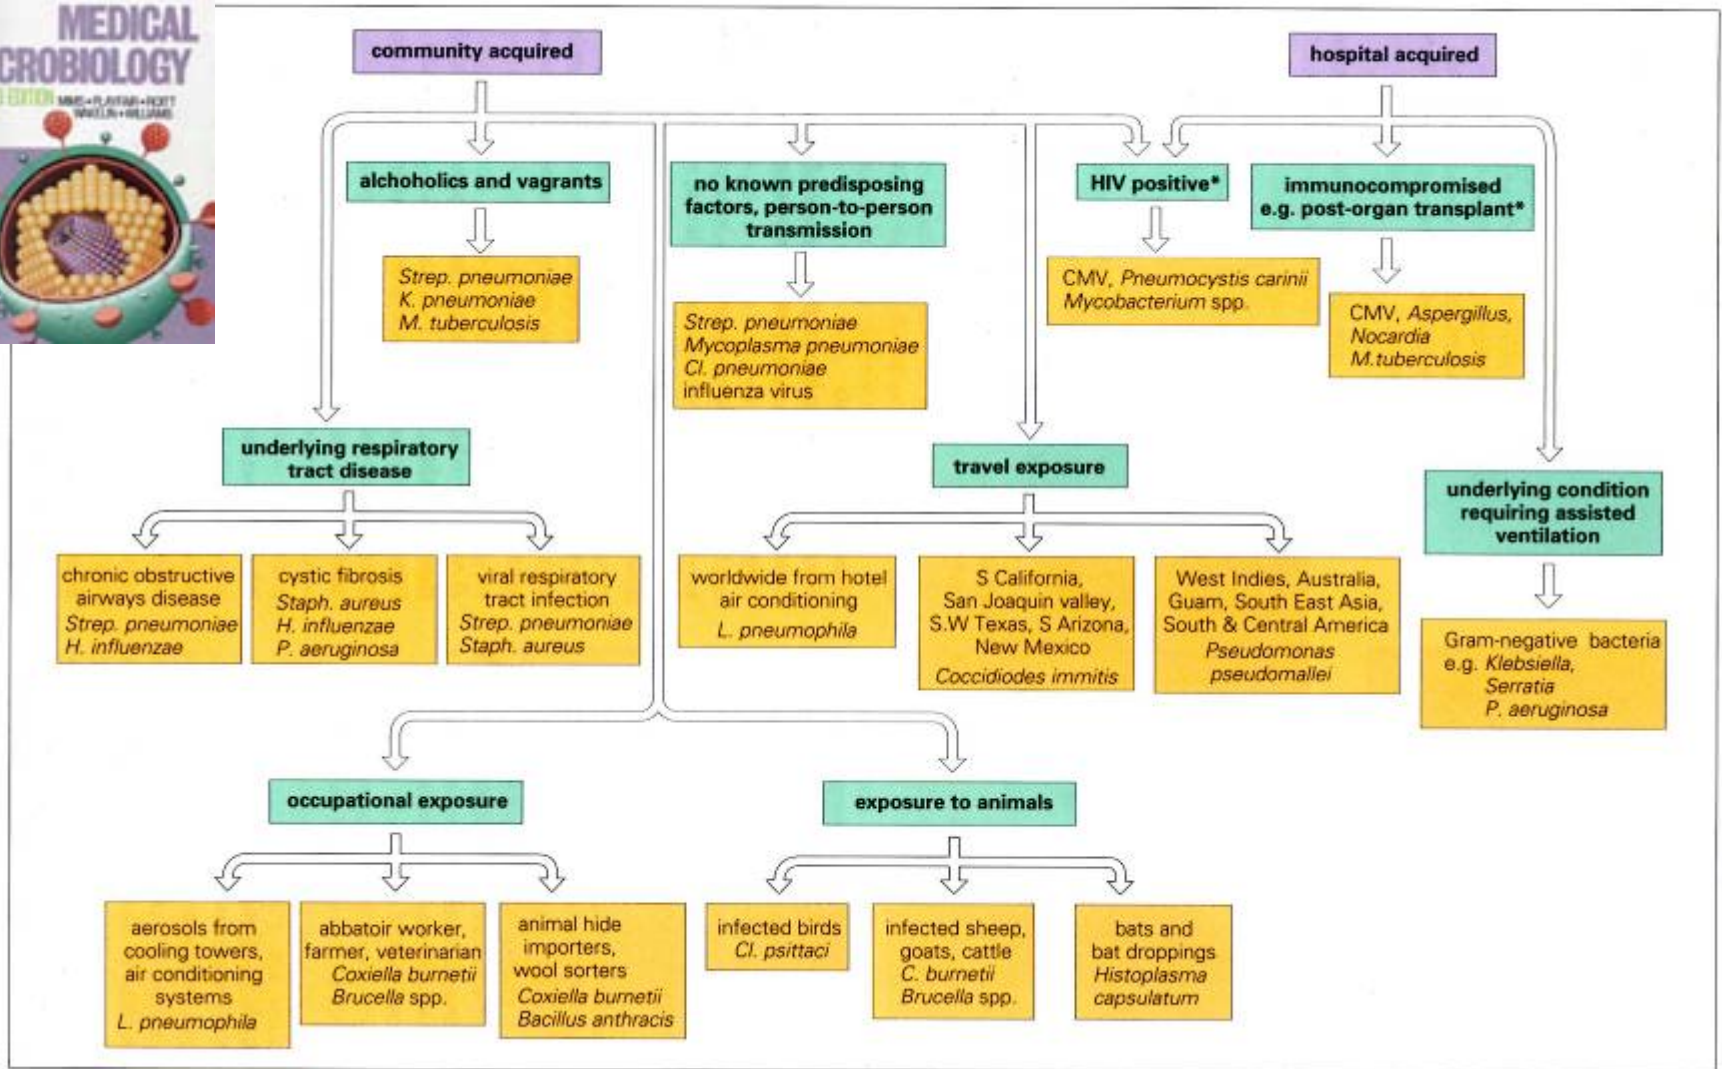 MEDICAL
CROBIOLOGY
EDITION MIMS • PLAYFAIR • ROITT
WAKELIN • WILLIAMS
community acquired
hospital acquired
alchoholics and vagrants
Strep. pneumoniae
K. pneumoniae
M. tuberculosis
no known predisposing
factors, person-to-person
transmission
Strep. pneumoniae
Mycoplasma pneumoniae
Cl. pneumoniae
influenza virus
HIV positive*
CMV, Pneumocystis carinii
Mycobacterium spp.
immunocompromised
e.g. post-organ transplant*
CMV, Aspergillus,
Nocardia
M.tuberculosis
underlying respiratory
tract disease
chronic obstructive
airways disease
Strep. pneumoniae
H. influenzae
cystic fibrosis
Staph. aureus
H. influenzae
P. aeruginosa
viral respiratory
tract infection
Strep. pneumoniae
Staph. aureus
travel exposure
worldwide from hotel
air conditioning
L. pneumophila
S California,
San Joaquin valley,
S.W Texas, S Arizona,
New Mexico
Coccidiodes immitis
West Indies, Australia,
Guam, South East Asia,
South & Central America
Pseudomonas
pseudomallei
underlying condition
requiring assisted
ventilation
Gram-negative bacteria
e.g. Klebsiella,
Serratia
P. aeruginosa
occupational exposure
aerosols from
cooling towers,
air conditioning
systems
L. pneumophila
abbatoir worker,
farmer, veterinarian
Coxiella burnetii
Brucella spp.
animal hide
importers,
wool sorters
Coxiella burnetii
Bacillus anthracis
exposure to animals
infected birds
Cl. psittaci
infected sheep,
goats, cattle
C. burnetii
Brucella spp.
bats and
bat droppings
Histoplasma
capsulatum